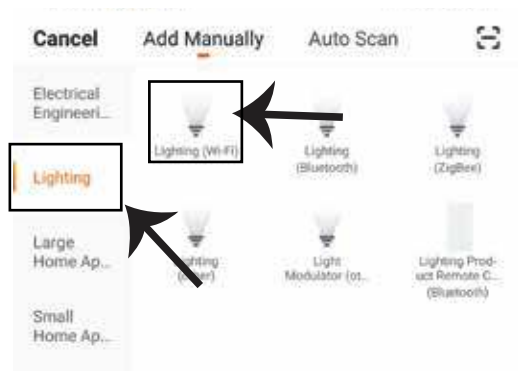 Cancel Add Manually Auto Scan
Electrical
Engineeri...
Lighting
Large
Home Ap...
Small
Home Ap...
Lighting (Wi-Fi)
Lighting
(Bluetooth)
Lighting
(ZigBee)
Light
Modulator (ot...
Lighting Prod-
uct Remote C...
(Bluetooth)